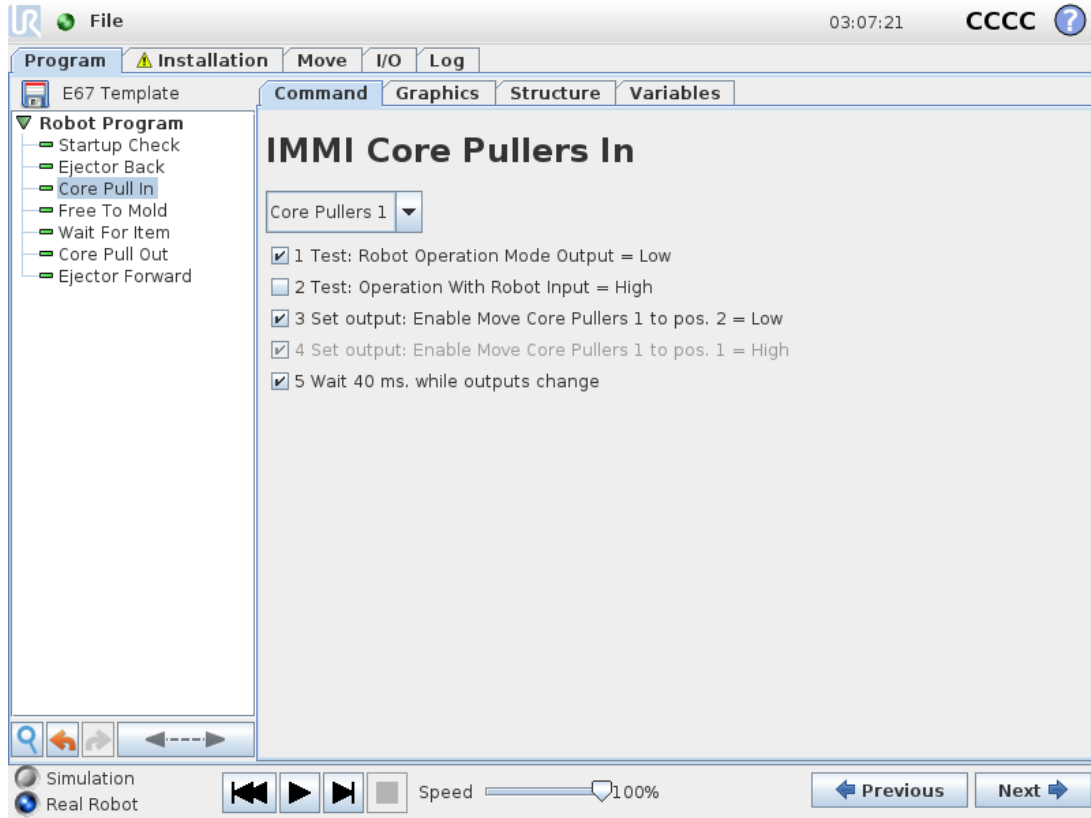 UR File 03:07:21 CCCC ?
Program Installation Move I/O Log
E67 Template
Command Graphics Structure Variables
Robot Program
Startup Check
Ejector Back
Core Pull In
Free To Mold
Wait For Item
Core Pull Out
Ejector Forward
IMMI Core Pullers In
Core Pullers 1
1 Test: Robot Operation Mode Output = Low
2 Test: Operation With Robot Input = High
3 Set output: Enable Move Core Pullers 1 to pos. 2 = Low
4 Set output: Enable Move Core Pullers 1 to pos. 1 = High
5 Wait 40 ms. while outputs change
Simulation
Real Robot
Speed 100%
Previous Next